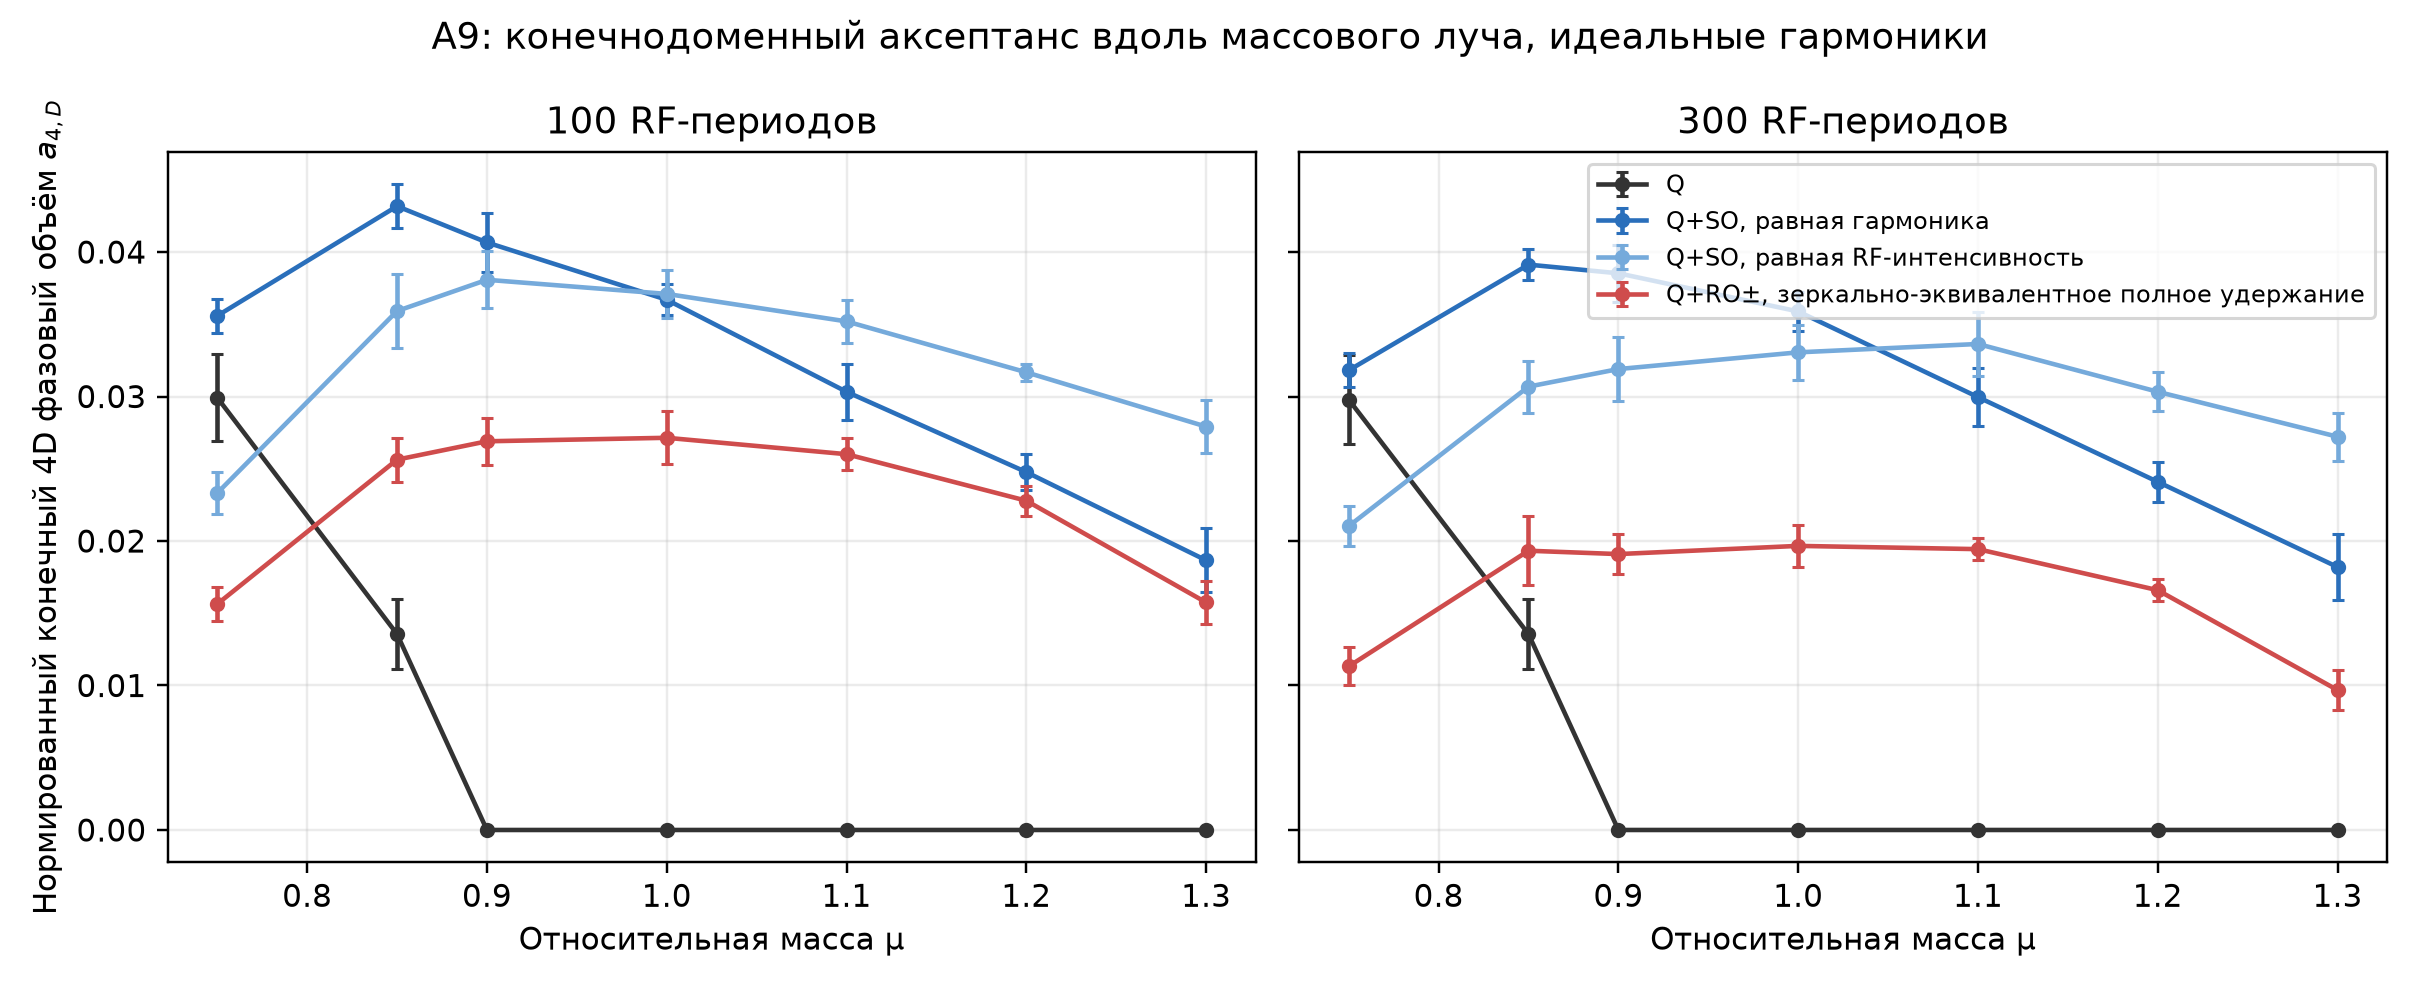 A9: конечнодоменный аксептанс вдоль массового луча, идеальные гармоники
100 RF-периодов
300 RF-периодов
Нормированный конечный 4D фазовый объём a4,D
0.04
0.03
0.02
0.01
0.00
0.8 0.9 1.0 1.1 1.2 1.3
Относительная масса μ
Q
Q+SO, равная гармоника
Q+SO, равная RF-интенсивность
Q+RO±, зеркально-эквивалентное полное удержание
0.8 0.9 1.0 1.1 1.2 1.3
Относительная масса μ